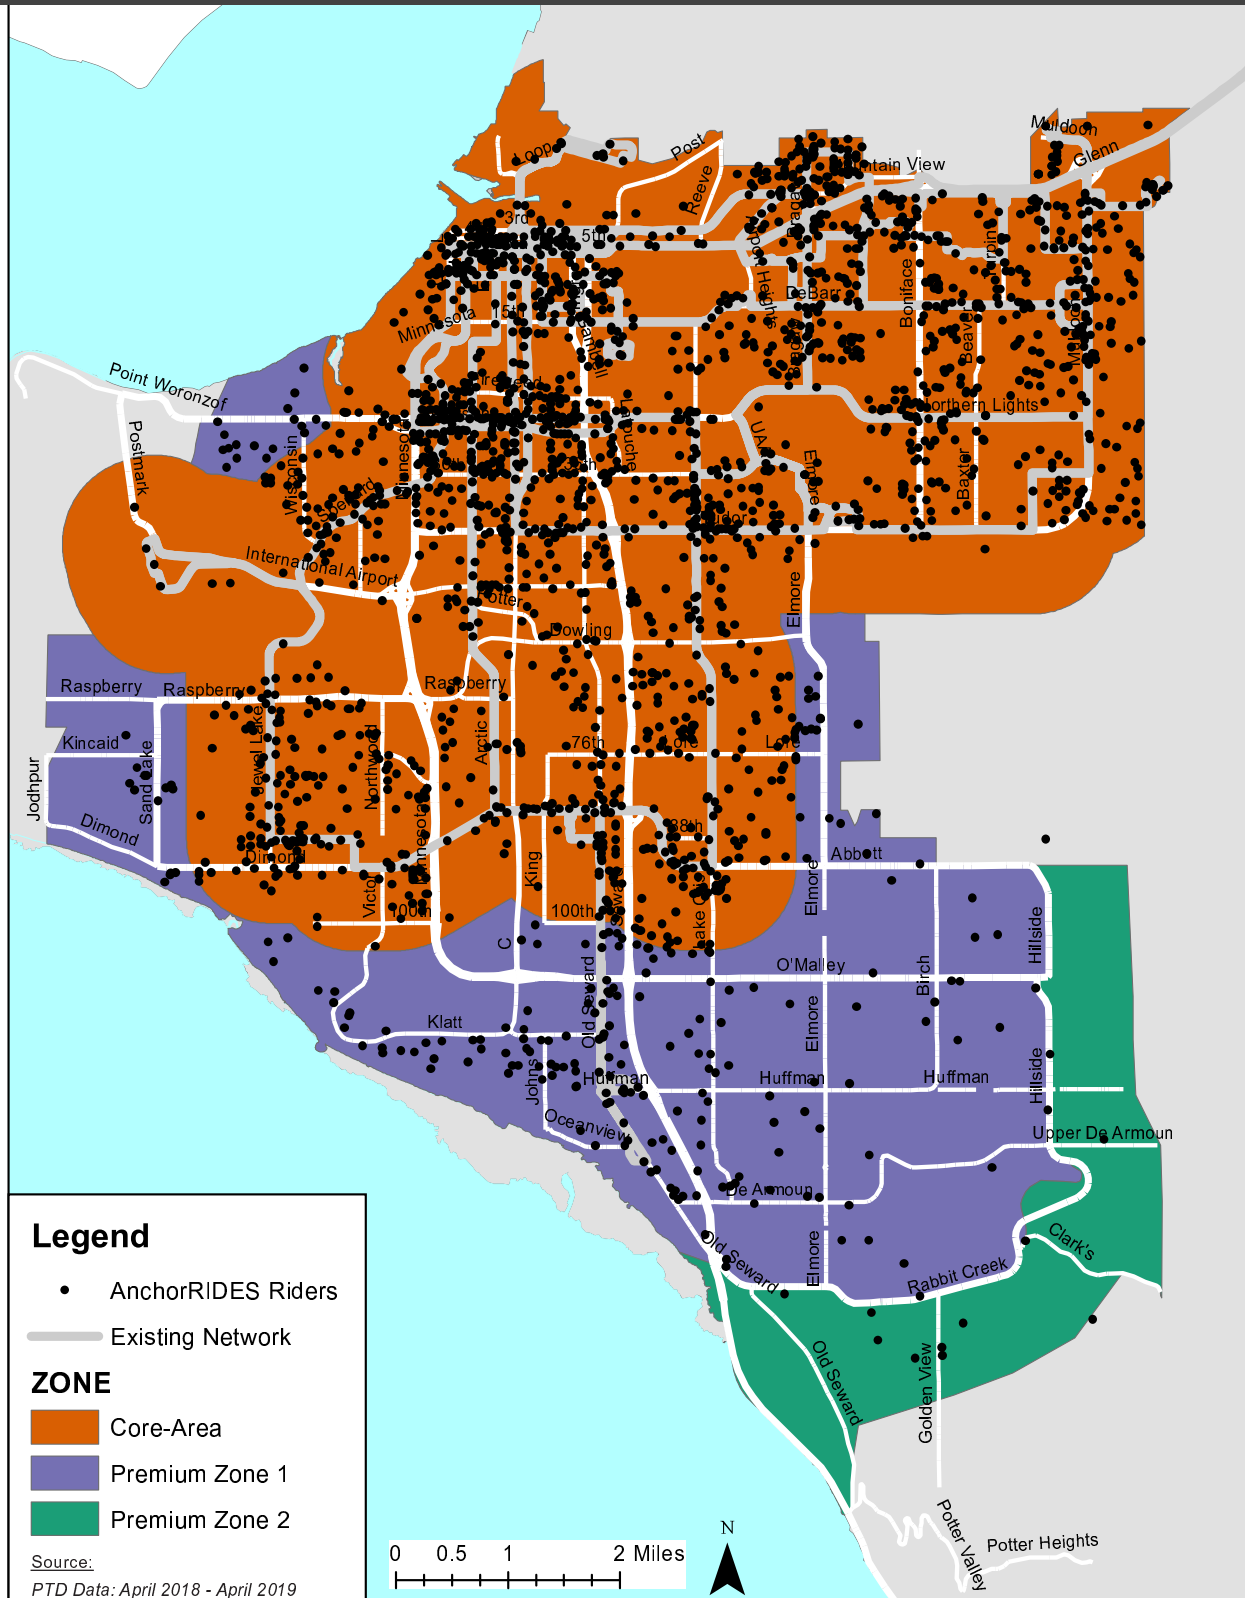 Muldoon
Glenn
Post
Loop
Reeve
3rd
5th
Boniface
DeBarr
15th
Minnesota
Gambell
Beaver
Muldoon
Point Woronzof
Northern Lights
Latouche
UAA
Postmark
Wisconsin
Minnesota
Spenard
Elmore
Baxter
Tudor
International Airport
Potter
Elmore
Dowling
Raspberry
Raspberry
Raspberry
Kincaid
Jodhpur
Sand Lake
Jewel Lake
Northwood
Arctic
76th
Lore
Lore
Dimond
Minnesota
88th
Dimond
Abbott
King
Victor
100th
100th
Seward
Elmore
Hillside
C
O'Malley
Birch
Old Seward
Elmore
Klatt
Johns
Huffman
Huffman
Huffman
Hillside
Oceanview
Upper De Armoun
De Armoun
Old Seward
Elmore
Rabbit Creek
Clark's
Old Seward
Golden View
Potter Valley
Potter Heights
Legend
AnchorRIDES Riders
Existing Network
ZONE
Core-Area
Premium Zone 1
Premium Zone 2
Source:
PTD Data: April 2018 - April 2019
0 0.5 1 2 Miles
N